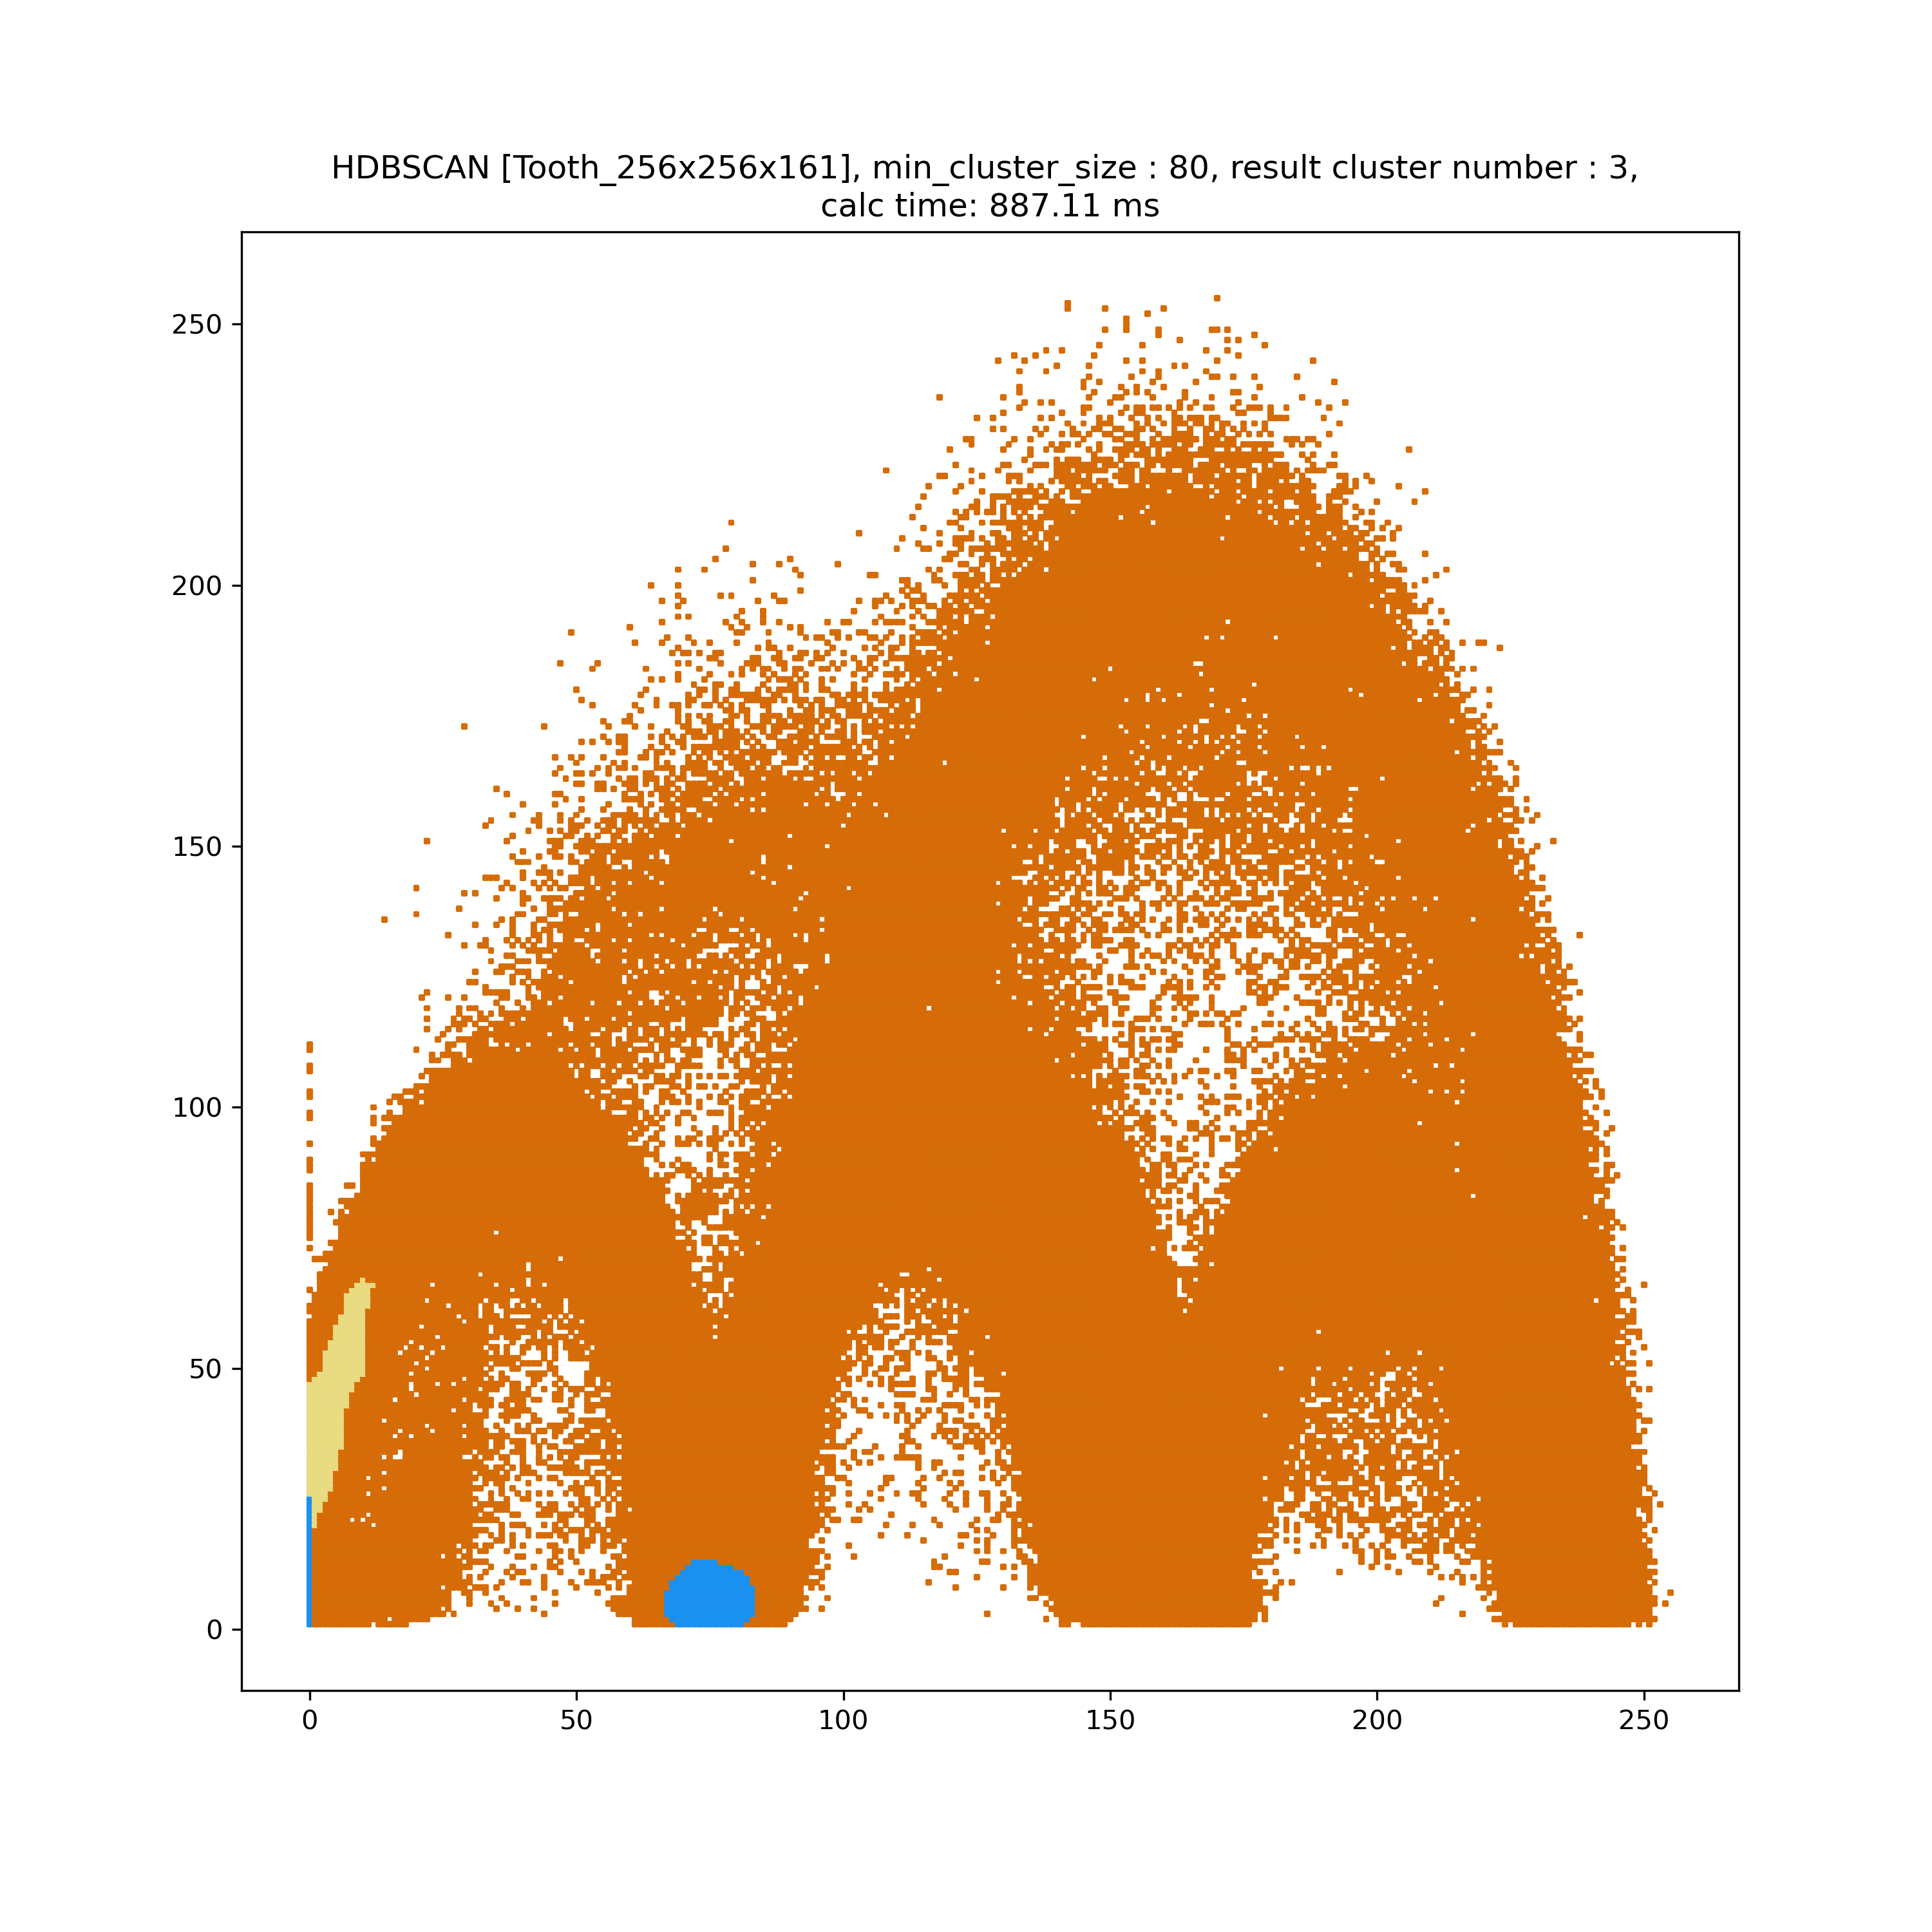 HDBSCAN [Tooth_256x256x161], min_cluster_size : 80, result cluster number : 3,
calc time: 887.11 ms
250
200
150
100
50
0
0 50 100 150 200 250